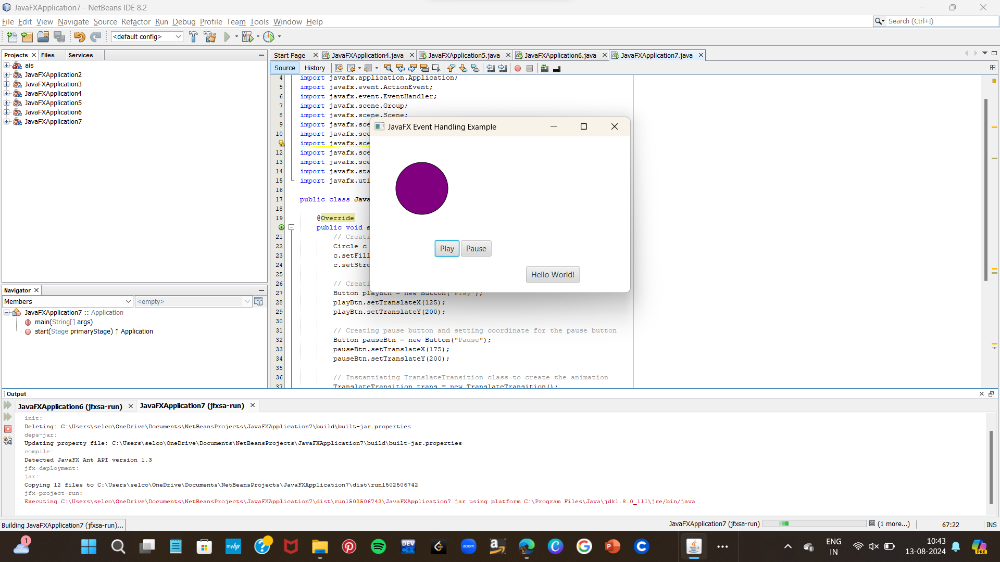 JavaFXApplication7 - NetBeans IDE 8.2
File Edit View Navigate Source Refactor Run Debug Profile Team Tools Window Help
Search (Ctrl+I)
<default config>
Projects Files Services
ais
JavaFXApplication2
JavaFXApplication3
JavaFXApplication4
JavaFXApplication5
JavaFXApplication6
JavaFXApplication7
Navigator
Members <empty>
JavaFXApplication7 :: Application
main(String[] args)
start(Stage primaryStage) ↑ Application
Start Page JavaFXApplication4.java JavaFXApplication5.java JavaFXApplication6.java JavaFXApplication7.java
Source History
4 import javafx.application.Application;
5 import javafx.event.ActionEvent;
6 import javafx.event.EventHandler;
7 import javafx.scene.Group;
8 import javafx.scene.Scene;
9 import javafx.sce
10 import javafx.sce
import javafx.sce
12 import javafx.sce
13 import javafx.sce
14 import javafx.sta
15 import javafx.uti
16
17 public class Java
18
19 @Override
public void s
21 // Creati
22 Circle c
23 c.setFill
24 c.setStro
25
26 // Creati
27 Button playBtn = new Button("Play");
28 playBtn.setTranslateX(125);
29 playBtn.setTranslateY(200);
30
31 // Creating pause button and setting coordinate for the pause button
32 Button pauseBtn = new Button("Pause");
33 pauseBtn.setTranslateX(175);
34 pauseBtn.setTranslateY(200);
35
36 // Instantiating TranslateTransition class to create the animation
37 TranslateTransition trans = new TranslateTransition();
JavaFX Event Handling Example
Play Pause
Hello World!
Output
JavaFXApplication6 (jfxsa-run) JavaFXApplication7 (jfxsa-run)
init:
Deleting: C:\Users\selco\OneDrive\Documents\NetBeansProjects\JavaFXApplication7\build\built-jar.properties
deps-jar:
Updating property file: C:\Users\selco\OneDrive\Documents\NetBeansProjects\JavaFXApplication7\build\built-jar.properties
compile:
Detected JavaFX Ant API version 1.3
jfx-deployment:
jar:
Copying 12 files to C:\Users\selco\OneDrive\Documents\NetBeansProjects\JavaFXApplication7\dist\run1502506742
jfx-project-run:
Executing C:\Users\selco\OneDrive\Documents\NetBeansProjects\JavaFXApplication7\dist\run1502506742\JavaFXApplication7.jar using platform C:\Program Files\Java\jdk1.8.0_111\jre/bin/java
Building JavaFXApplication7 (jfxsa-run)...
JavaFXApplication7 (jfxsa-run) (1 more...) 67:22 INS
1
myhp
DEV C++
zoom
ENG
IN
10:43
13-08-2024
PRE